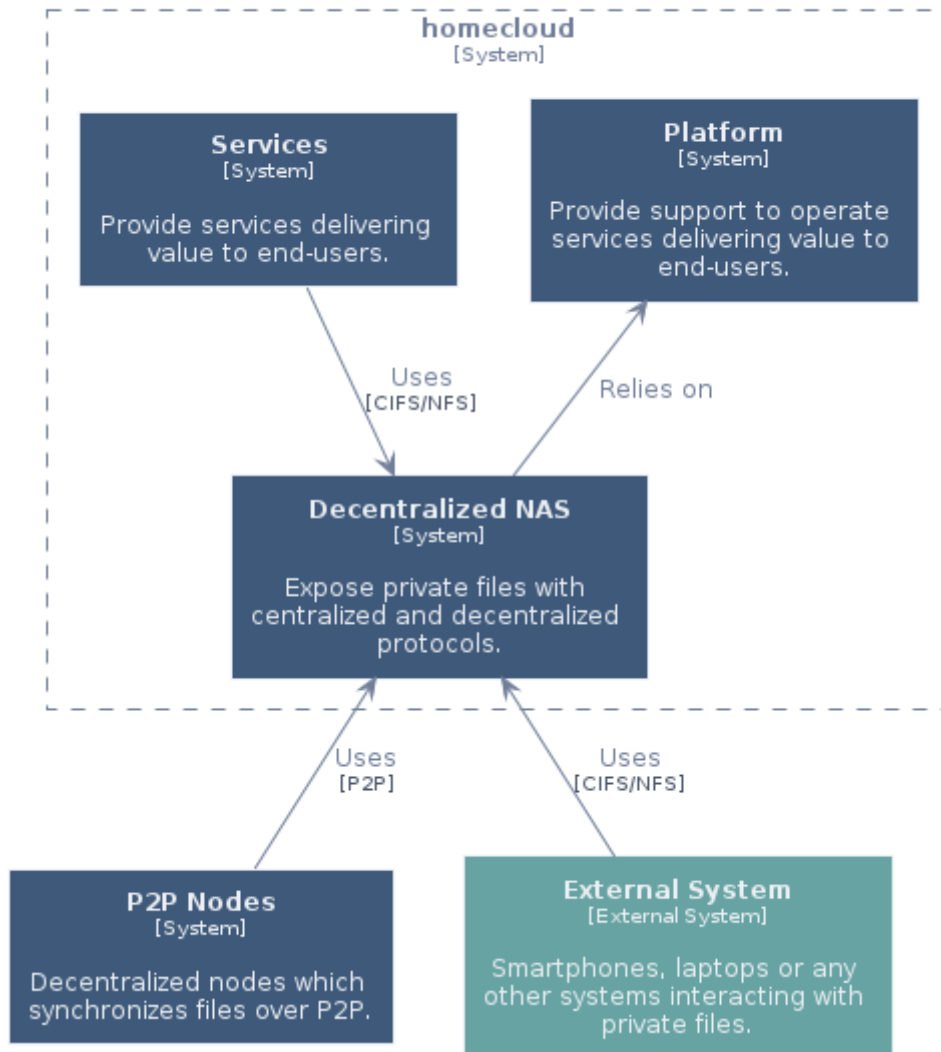 homecloud
[System]
Services
[System]
Provide services delivering
value to end-users.
Platform
[System]
Provide support to operate
services delivering value to
end-users.
Uses
[CIFS/NFS]
Relies on
Decentralized NAS
[System]
Expose private files with
centralized and decentralized
protocols.
Uses
[P2P]
Uses
[CIFS/NFS]
P2P Nodes
[System]
Decentralized nodes which
synchronizes files over P2P.
External System
[External System]
Smartphones, laptops or any
other systems interacting with
private files.